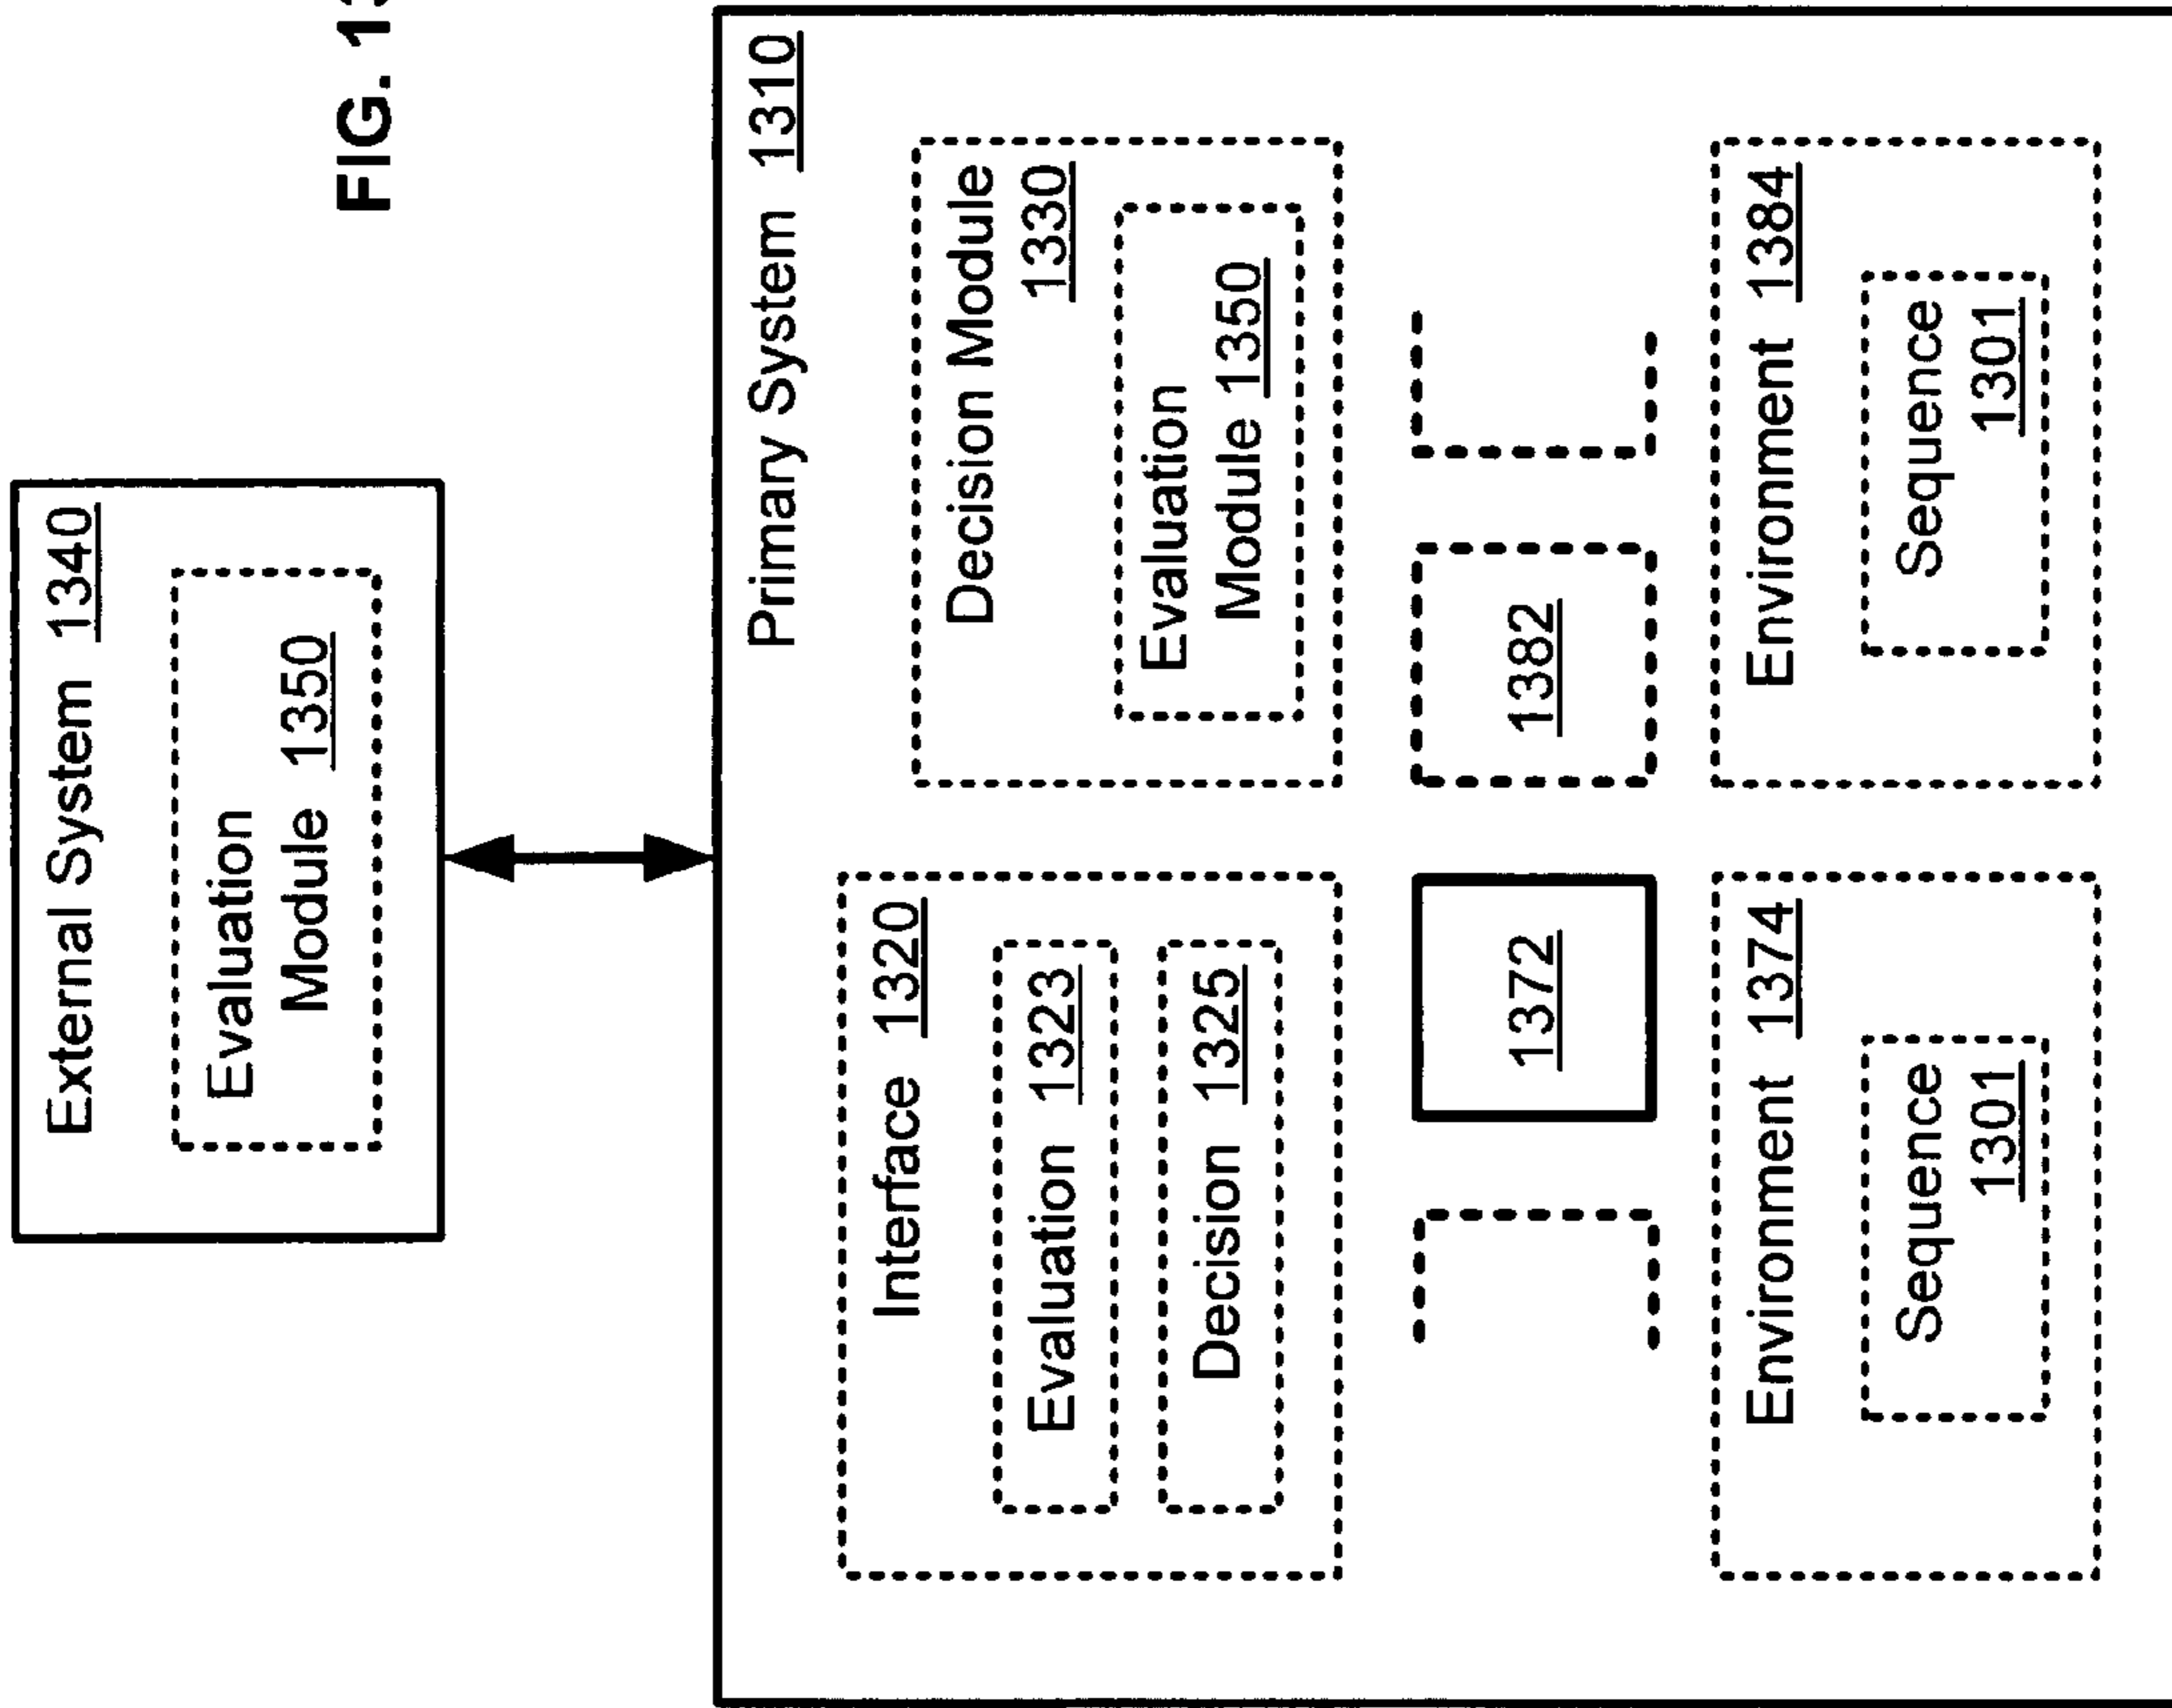 External System 1340
Evaluation
Module 1350
FIG. 1
Primary System 1310
Interface 1320
Evaluation 1323
Decision 1325
Decision Module
1330
Evaluation
Module 1350
1372
1382
Environment 1374
Sequence
1301
Environment 1384
Sequence
1301